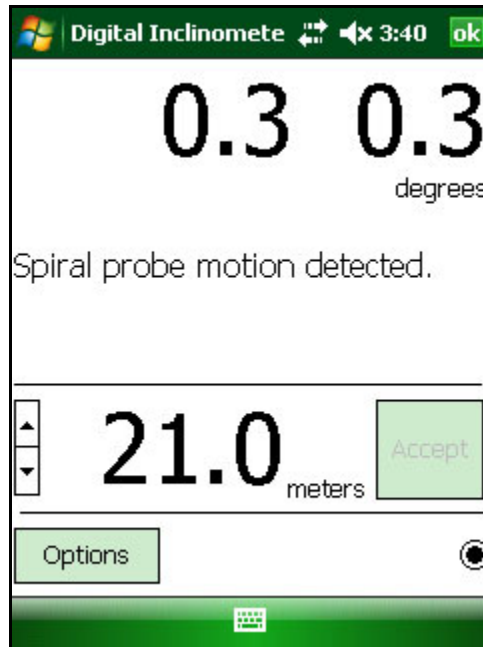 Digital Inclinomete 3:40 ok
0.3 0.3
degrees
Spiral probe motion detected.
21.0 meters Accept
Options